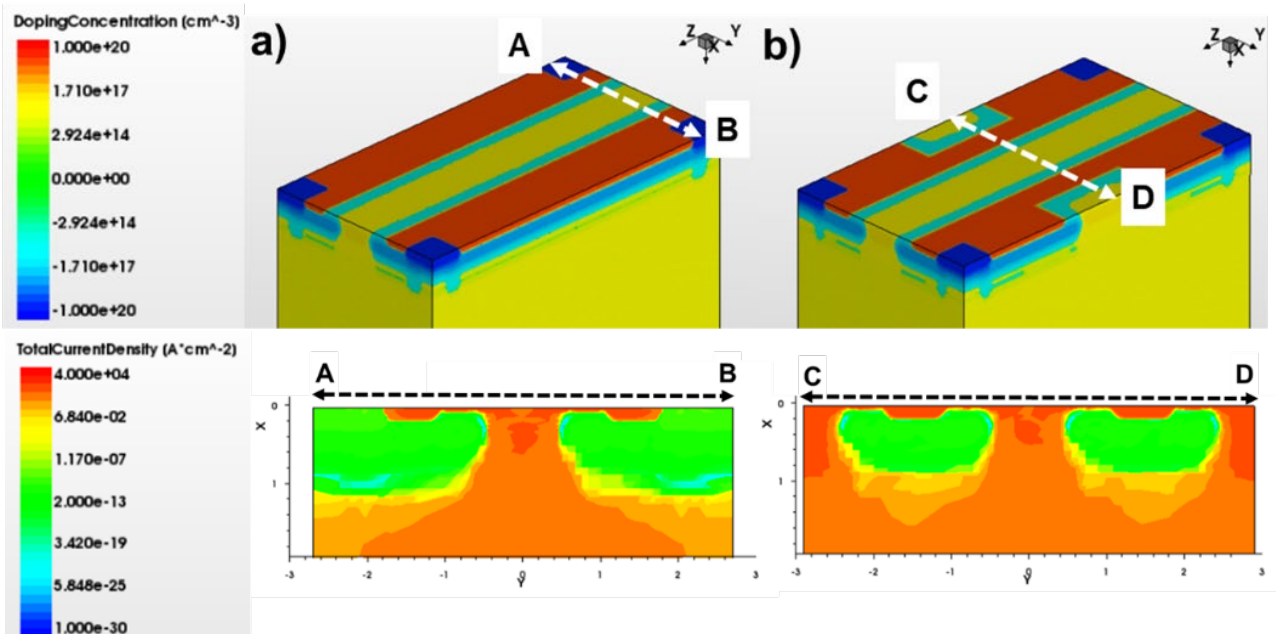 DopingConcentration (cm^-3)
1.000e+20
1.710e+17
2.924e+14
0.000e+00
-2.924e+14
-1.710e+17
-1.000e+20
a)
A
B
Z
Y
X
b)
C
D
Z
Y
X
TotalCurrentDensity (A*cm^-2)
4.000e+04
6.840e-02
1.170e-07
2.000e-13
3.420e-19
5.848e-25
1.000e-30
A
B
0
X
1
-3
-2
-1
0
1
2
3
Y
C
D
0
X
1
-3
-2
-1
0
1
2
3
Y